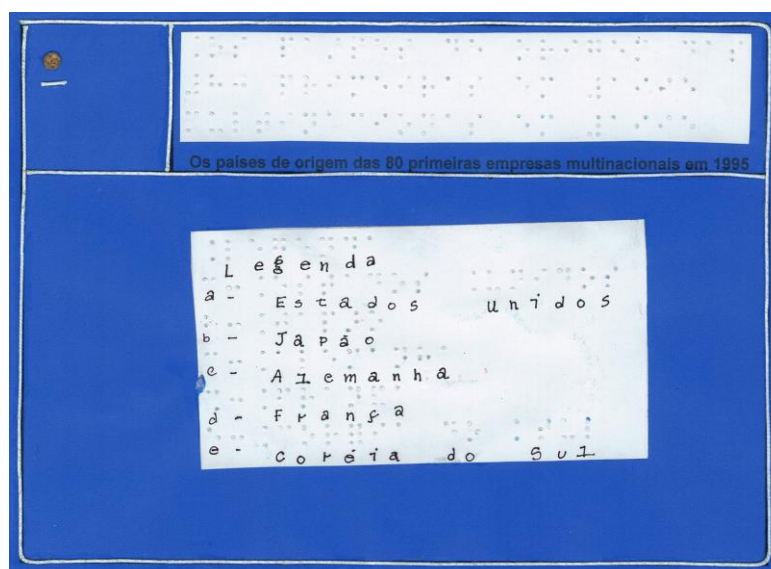 Os países de origem das 80 primeiras empresas multinacionais em 1995
Legenda
a - Estados unidos
b - Japão
c - Alemanha
d - França
e - Coréia do Sul